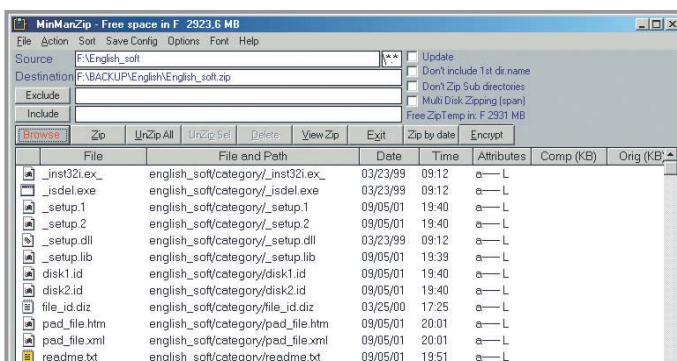 MinManZip - Free space in F 2923,6 MB
File Action Sort Save Config Options Font Help
Source F:\English_soft \*.* Update
Destination F:\BACKUP\English\English_soft.zip Don't include 1st dir.name
Don't Zip Sub directories
Exclude Multi Disk Zipping (span)
Include Free ZipTemp in: F 2931 MB
Browse Zip UnZip All UnZip Sel Delete View Zip Exit Zip by date Encrypt
File File and Path Date Time Attributes Comp (KB) Orig (KB)
_inst32i.ex_ english_soft/category/_inst32i.ex_ 03/23/99 09:12 a----L
_isdel.exe english_soft/category/_isdel.exe 03/23/99 09:12 a----L
_setup.1 english_soft/category/_setup.1 09/05/01 19:40 a----L
_setup.2 english_soft/category/_setup.2 09/05/01 19:40 a----L
_setup.dll english_soft/category/_setup.dll 03/23/99 09:12 a----L
_setup.lib english_soft/category/_setup.lib 09/05/01 19:39 a----L
disk1.id english_soft/category/disk1.id 09/05/01 19:40 a----L
disk2.id english_soft/category/disk2.id 09/05/01 19:40 a----L
file_id.diz english_soft/category/file_id.diz 03/25/00 17:25 a----L
pad_file.htm english_soft/category/pad_file.htm 09/05/01 20:01 a----L
pad_file.xml english_soft/category/pad_file.xml 09/05/01 20:01 a----L
readme.txt english_soft/category/readme.txt 09/05/01 19:51 a----L